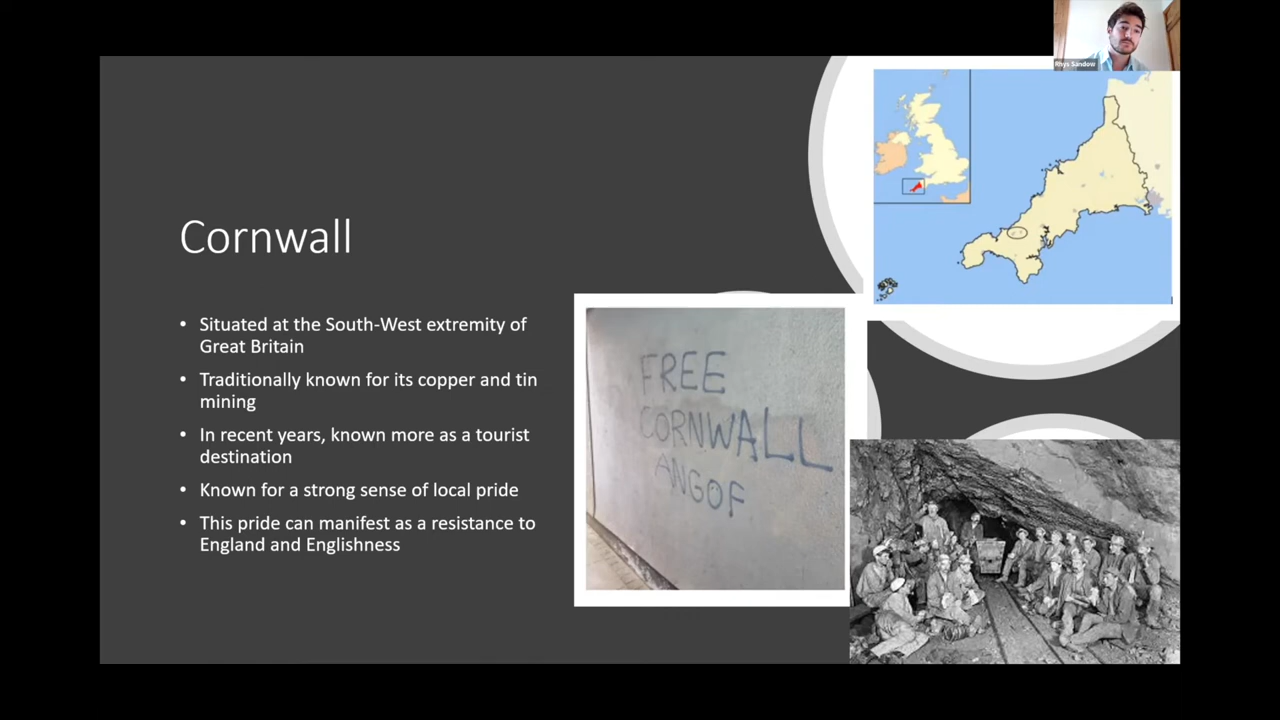 Rhys Sandow
Cornwall
• Situated at the South-West extremity of
Great Britain
• Traditionally known for its copper and tin
mining
• In recent years, known more as a tourist
destination
• Known for a strong sense of local pride
• This pride can manifest as a resistance to
England and Englishness
FREE
CORNWALL
ANGOF